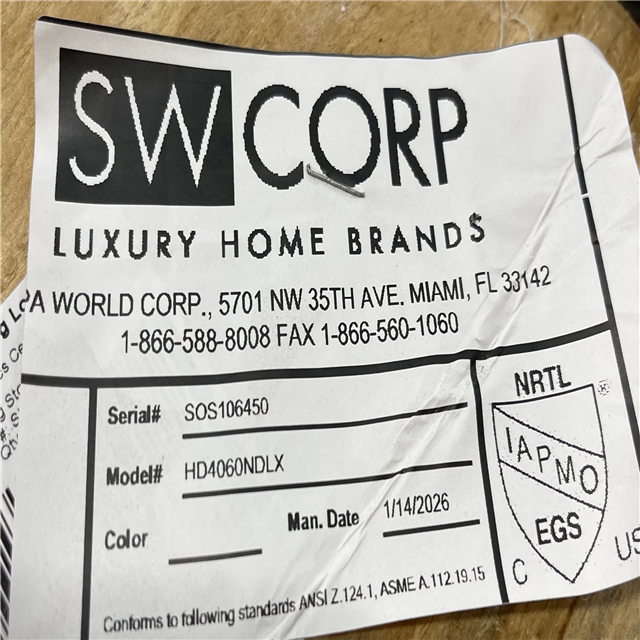 SW CORP
LUXURY HOME BRANDS
A WORLD CORP., 5701 NW 35TH AVE. MIAMI, FL 33142
1-866-588-8008 FAX 1-866-560-1060
Serial# SOS106450
Model# HD4060NDLX
Color
Man. Date 1/14/2026
Conforms to following standards ANSI Z.124.1, ASME A.112.19.15
NRTL
®
IAPMO
EGS
C US